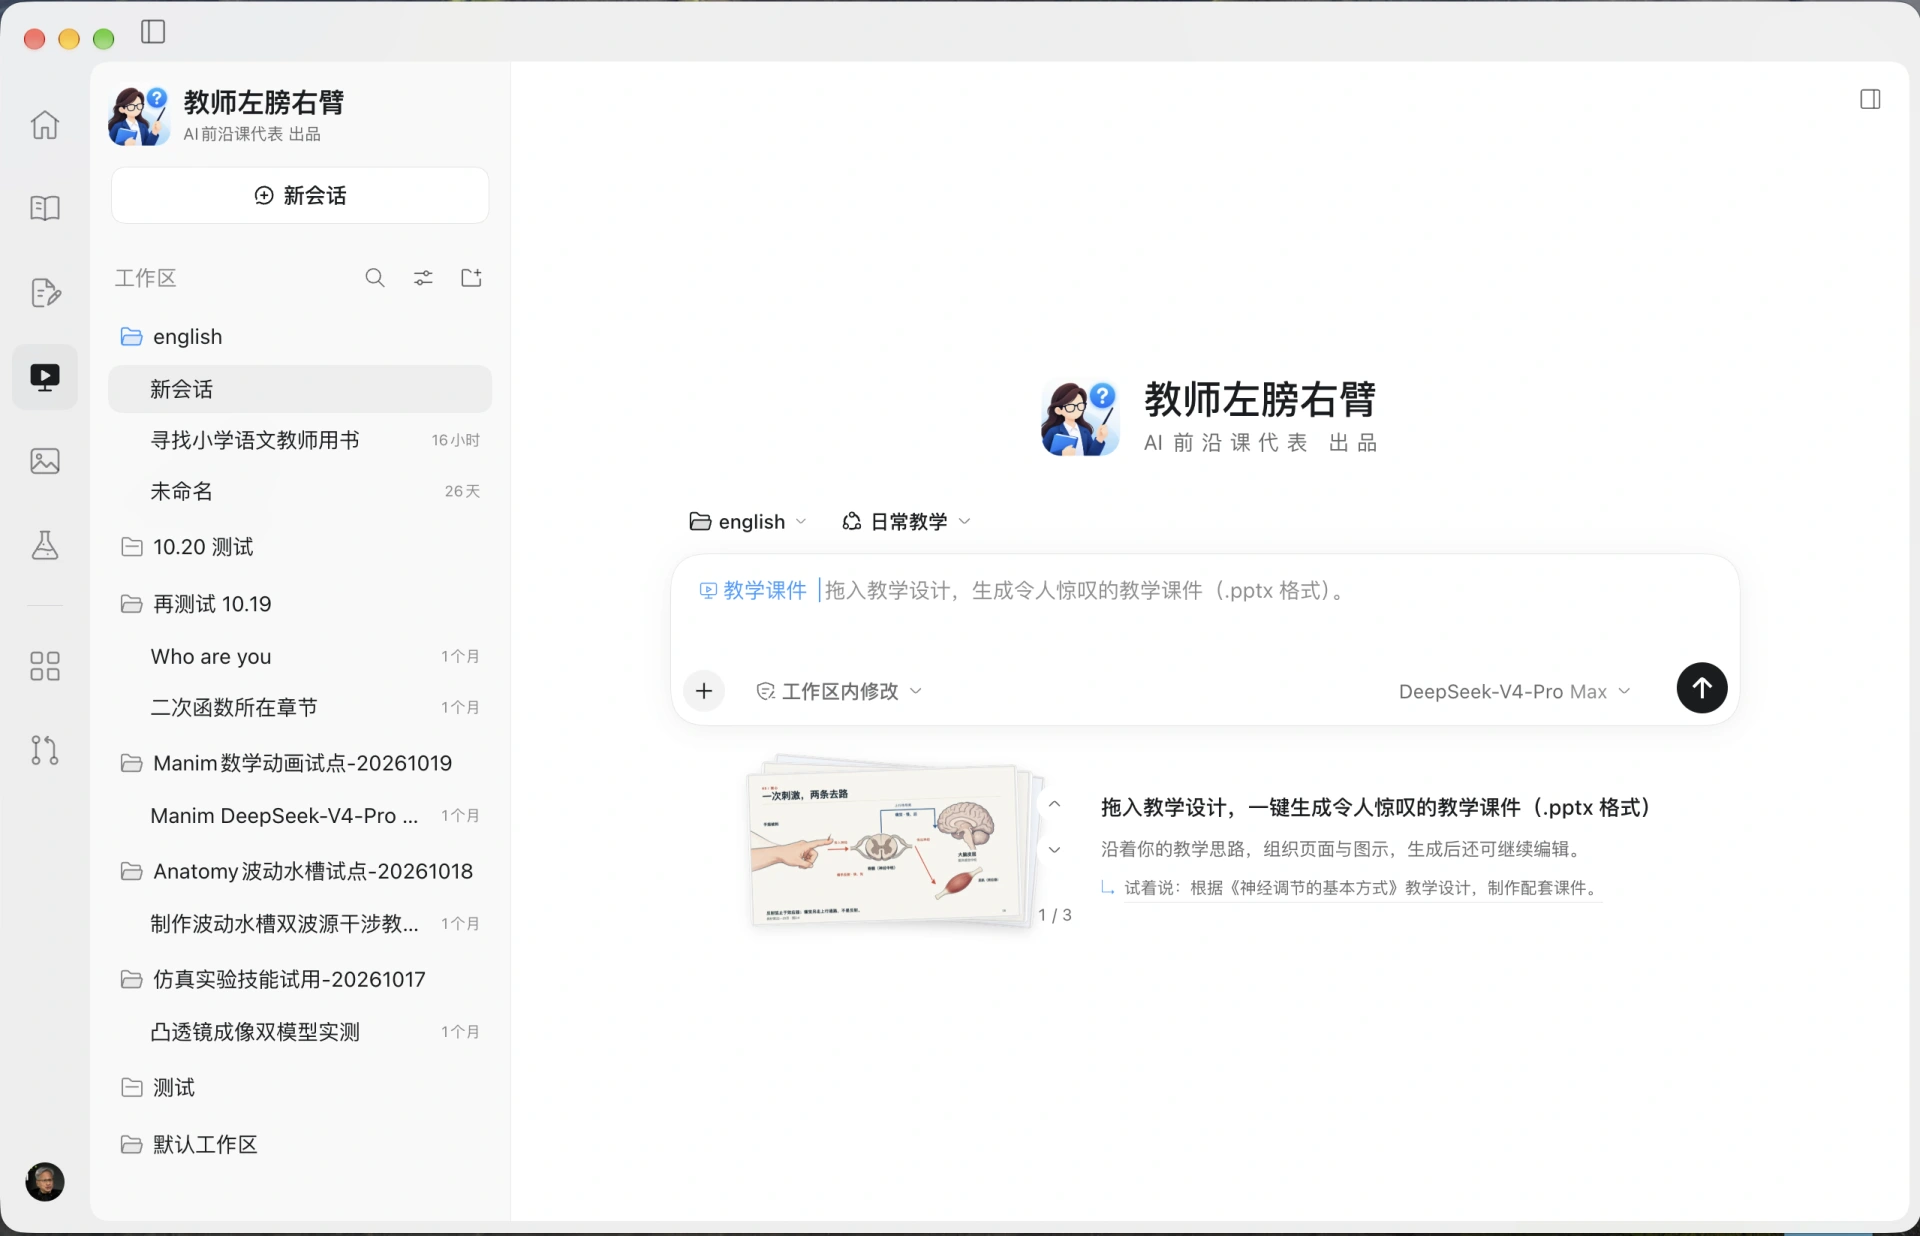 教师左膀右臂
AI前沿课代表 出品
新会话
工作区
english
新会话
寻找小学语文教师用书 16小时
未命名 26天
10.20 测试
再测试 10.19
Who are you 1个月
二次函数所在章节 1个月
Manim数学动画试点-20261019
Manim DeepSeek-V4-Pro ... 1个月
Anatomy波动水槽试点-20261018
制作波动水槽双波源干涉教... 1个月
仿真实验技能试用-20261017
凸透镜成像双模型实测 1个月
测试
默认工作区
?
教师左膀右臂
AI 前沿课代表 出品
english 日常教学
教学课件 拖入教学设计，生成令人惊叹的教学课件（.pptx 格式）。
工作区内修改 DeepSeek-V4-Pro Max
一次刺激，两条去路
大脑皮层
1 / 3
拖入教学设计，一键生成令人惊叹的教学课件（.pptx 格式）
沿着你的教学思路，组织页面与图示，生成后还可继续编辑。
试着说：根据《神经调节的基本方式》教学设计，制作配套课件。